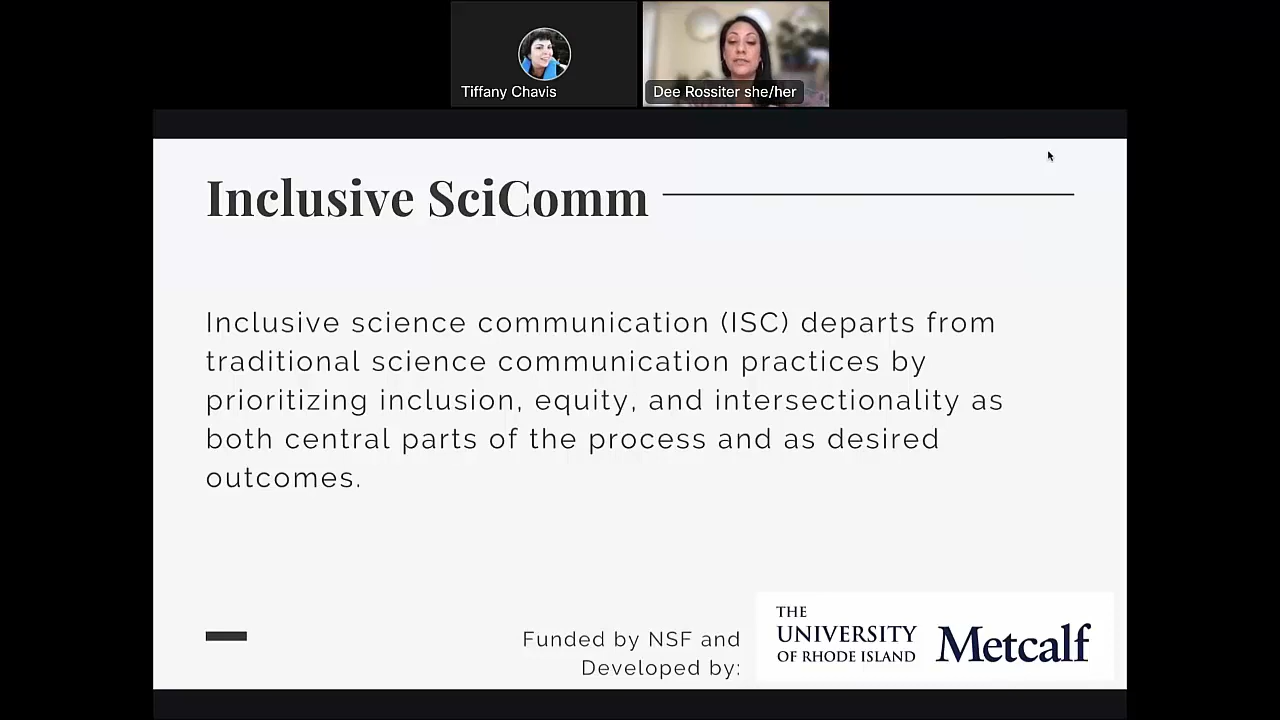 Tiffany Chavis
Dee Rossiter she/her
Inclusive SciComm
Inclusive science communication (ISC) departs from
traditional science communication practices by
prioritizing inclusion, equity, and intersectionality as
both central parts of the process and as desired
outcomes.
Funded by NSF and
Developed by:
THE
UNIVERSITY
OF RHODE ISLAND
Metcalf